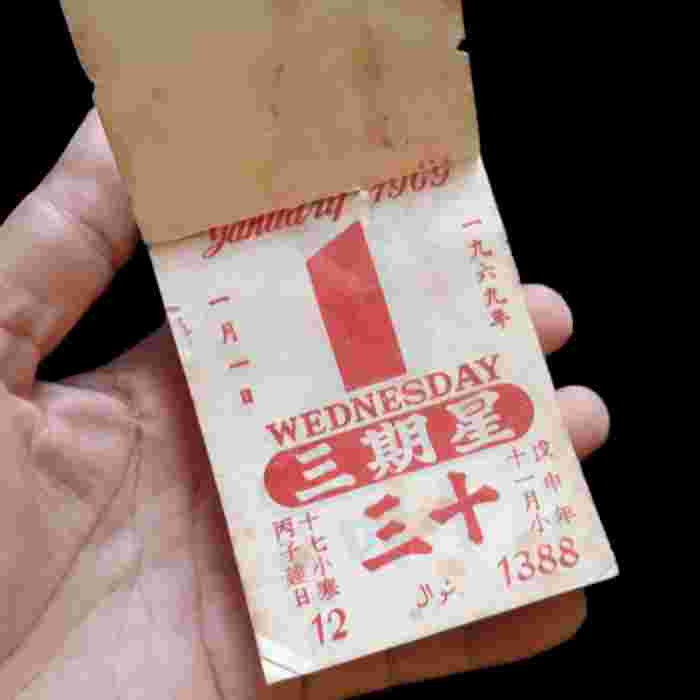 January 1969
一九六九年
一月一日
1
WEDNESDAY
星期三
十三
戊申年
十一月小
十七小寒
丙子建日
12
شوال
1388